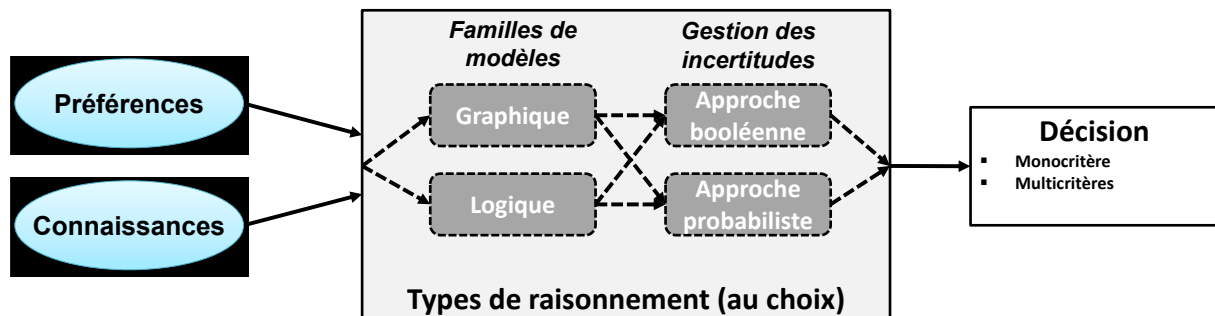 Préférences
Connaissances
Familles de
modèles
Gestion des
incertitudes
Graphique
Approche
booléenne
Logique
Approche
probabiliste
Types de raisonnement (au choix)
Décision
▪ Monocritère
▪ Multicritères